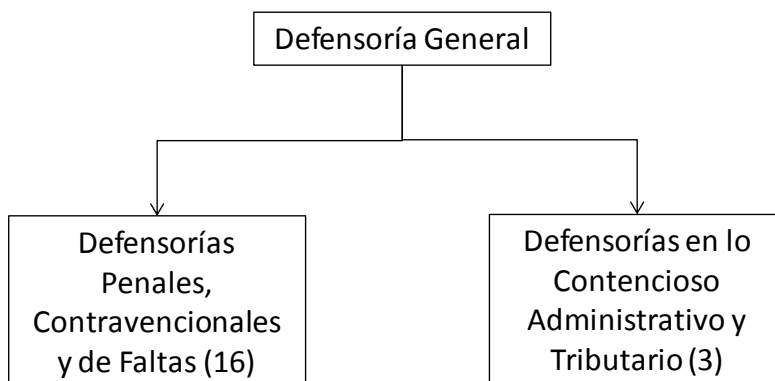 Defensoría General
Defensorías
Penales,
Contravencionales
y de Faltas (16)
Defensorías en lo
Contencioso
Administrativo y
Tributario (3)